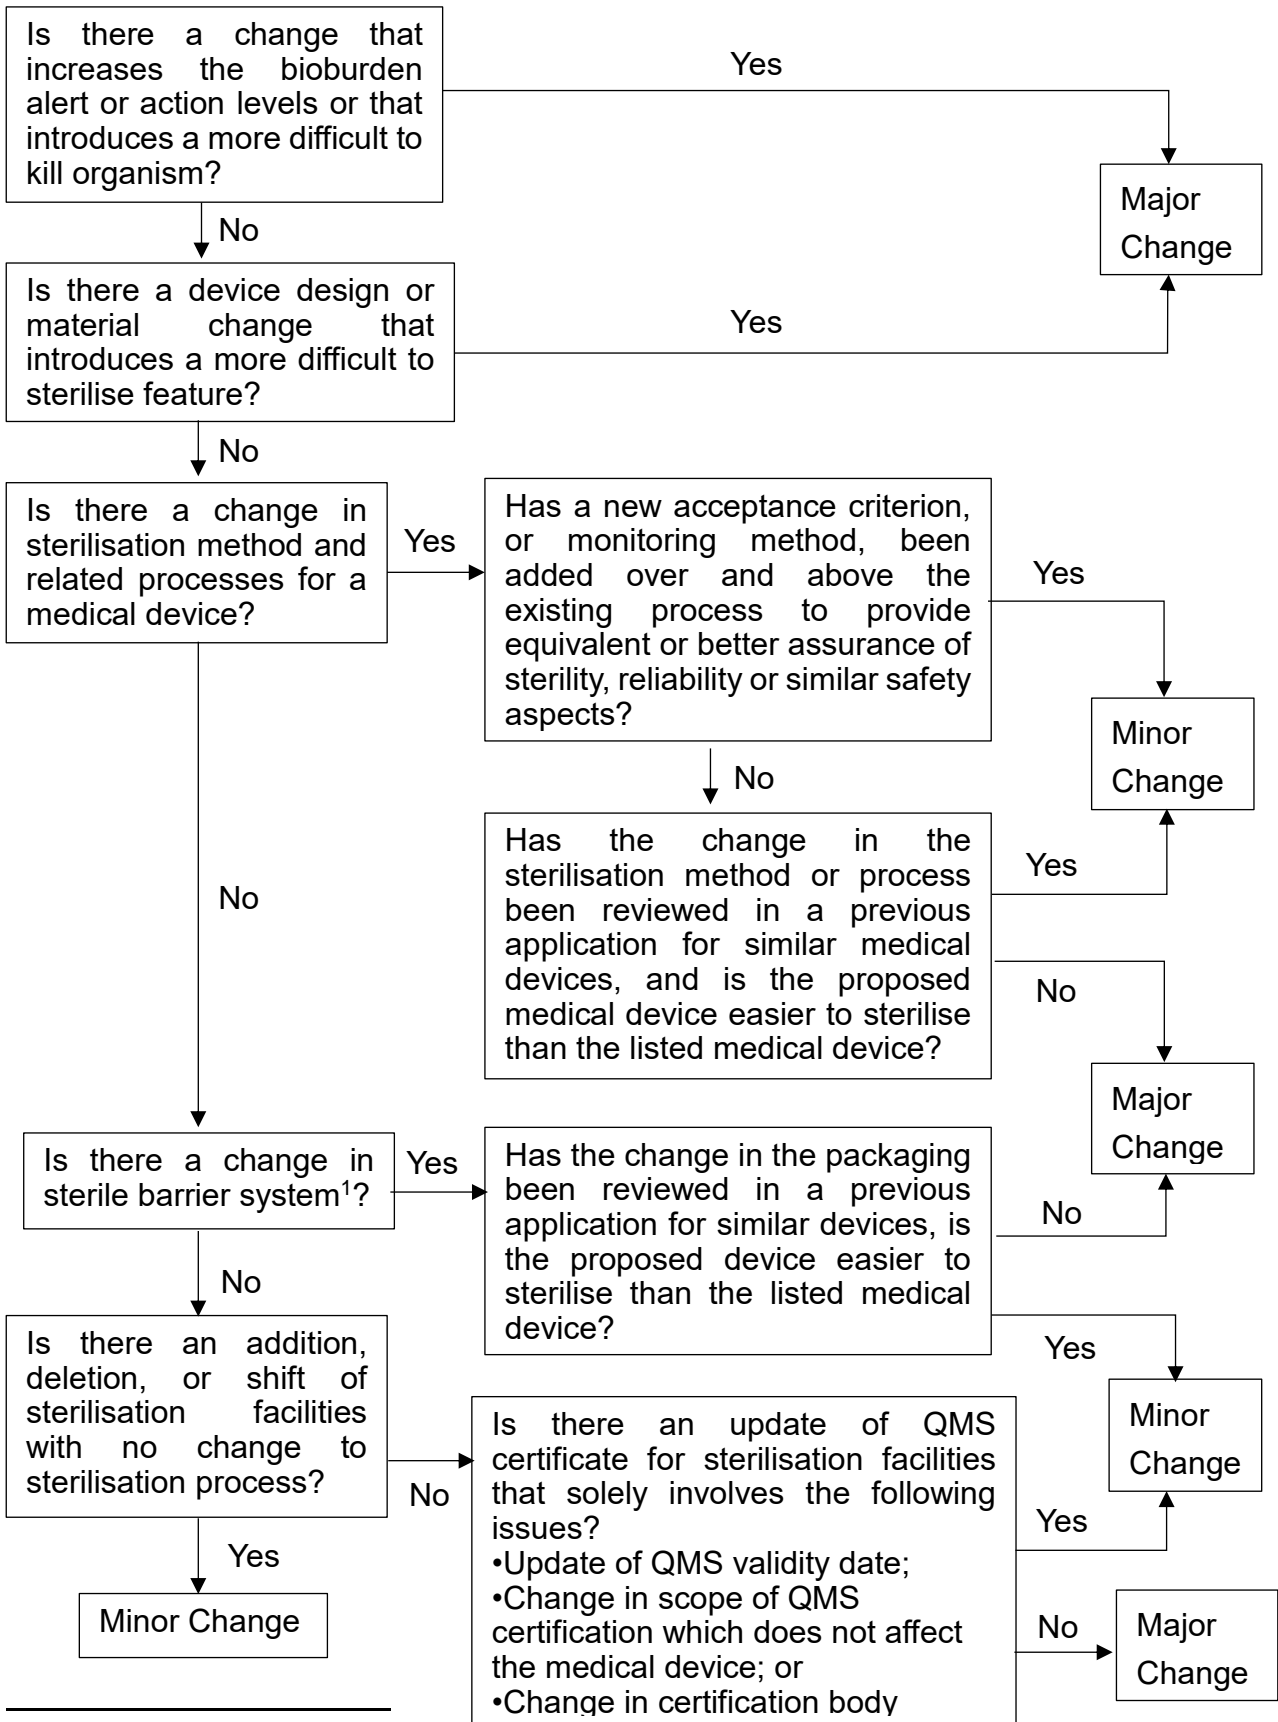 Is there a change that
increases the bioburden
alert or action levels or that
introduces a more difficult to
kill organism?
Yes
Major
Change
No
Is there a device design or
material change that
introduces a more difficult to
sterilise feature?
Yes
No
Is there a change in
sterilisation method and
related processes for a
medical device?
Yes
Has a new acceptance criterion,
or monitoring method, been
added over and above the
existing process to provide
equivalent or better assurance of
sterility, reliability or similar safety
aspects?
Yes
Minor
Change
No
Has the change in the
sterilisation method or process
been reviewed in a previous
application for similar medical
devices, and is the proposed
medical device easier to sterilise
than the listed medical device?
Yes
No
Major
Change
No
Is there a change in
sterile barrier system¹?
Yes
Has the change in the packaging
been reviewed in a previous
application for similar devices, is
the proposed device easier to
sterilise than the listed medical
device?
No
Yes
Minor
Change
No
Is there an addition,
deletion, or shift of
sterilisation facilities
with no change to
sterilisation process?
No
Yes
Minor Change
Is there an update of QMS
certificate for sterilisation facilities
that solely involves the following
issues?
•Update of QMS validity date;
•Change in scope of QMS
certification which does not affect
the medical device; or
•Change in certification body
Yes
No
Major
Change